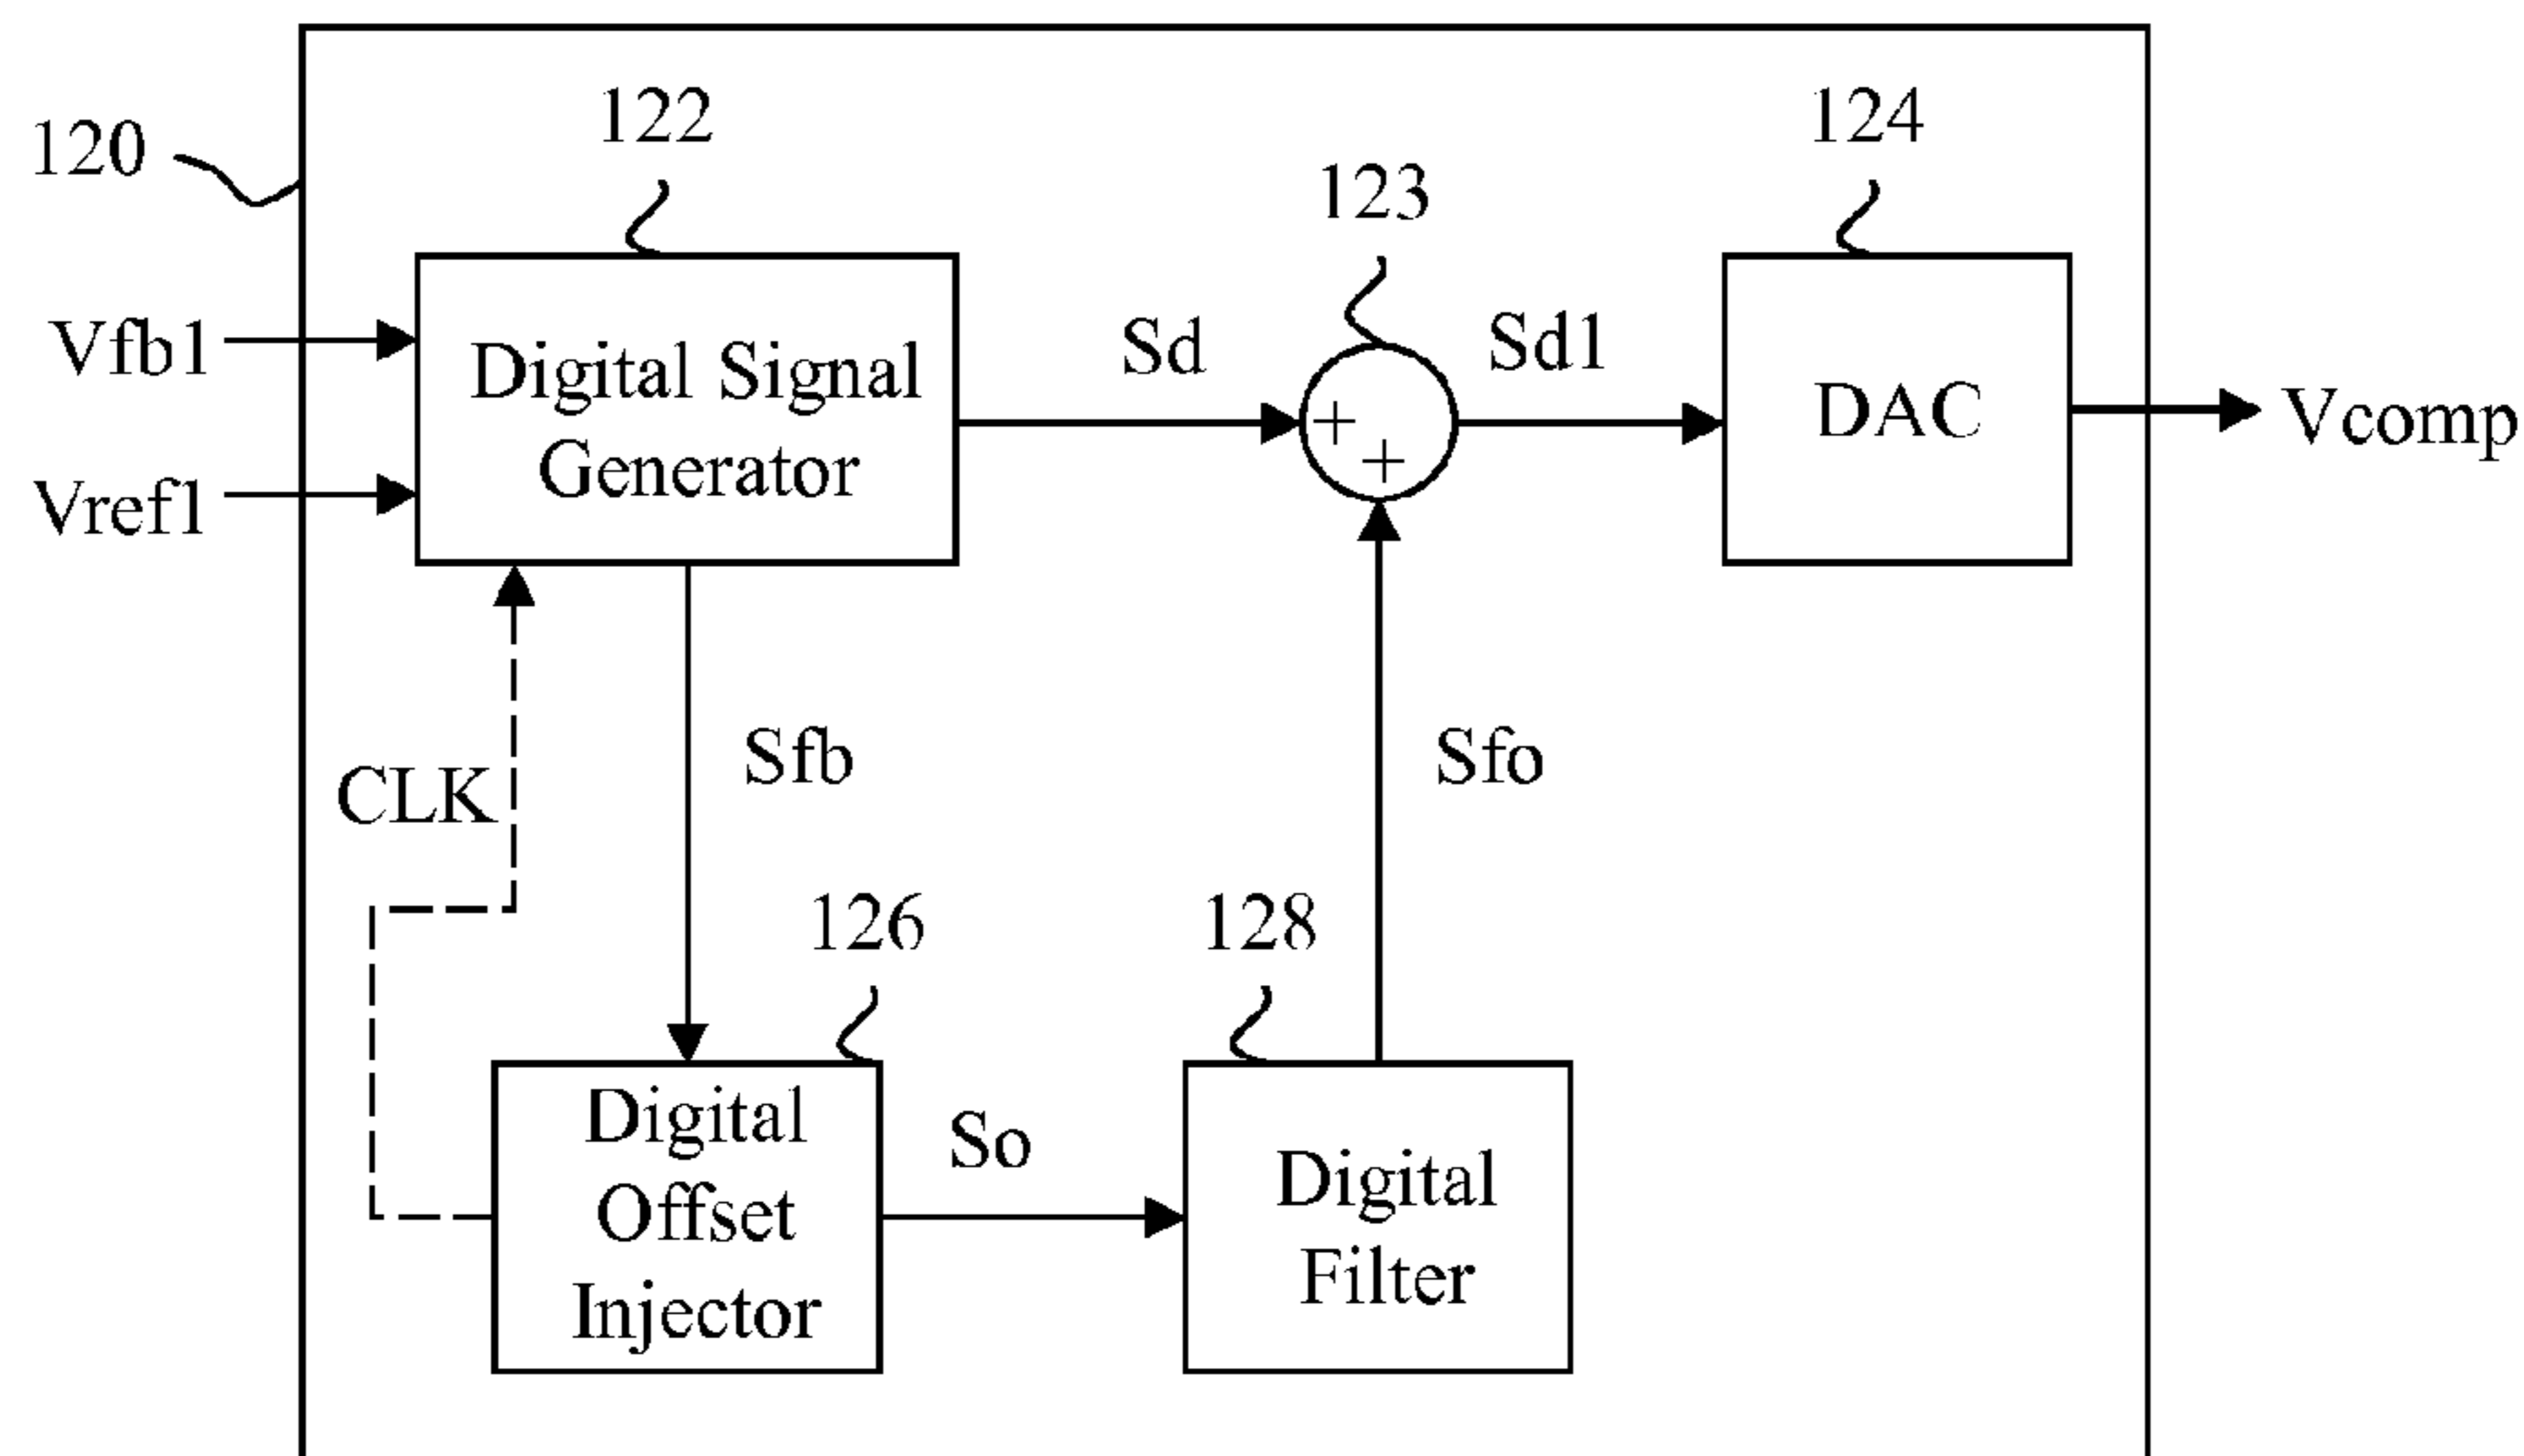 120
122
123
124
Vfb1
Vref1
Digital Signal
Generator
Sd
+
+
Sd1
DAC
Vcomp
CLK
Sfb
Sfo
126
128
Digital
Offset
Injector
So
Digital
Filter